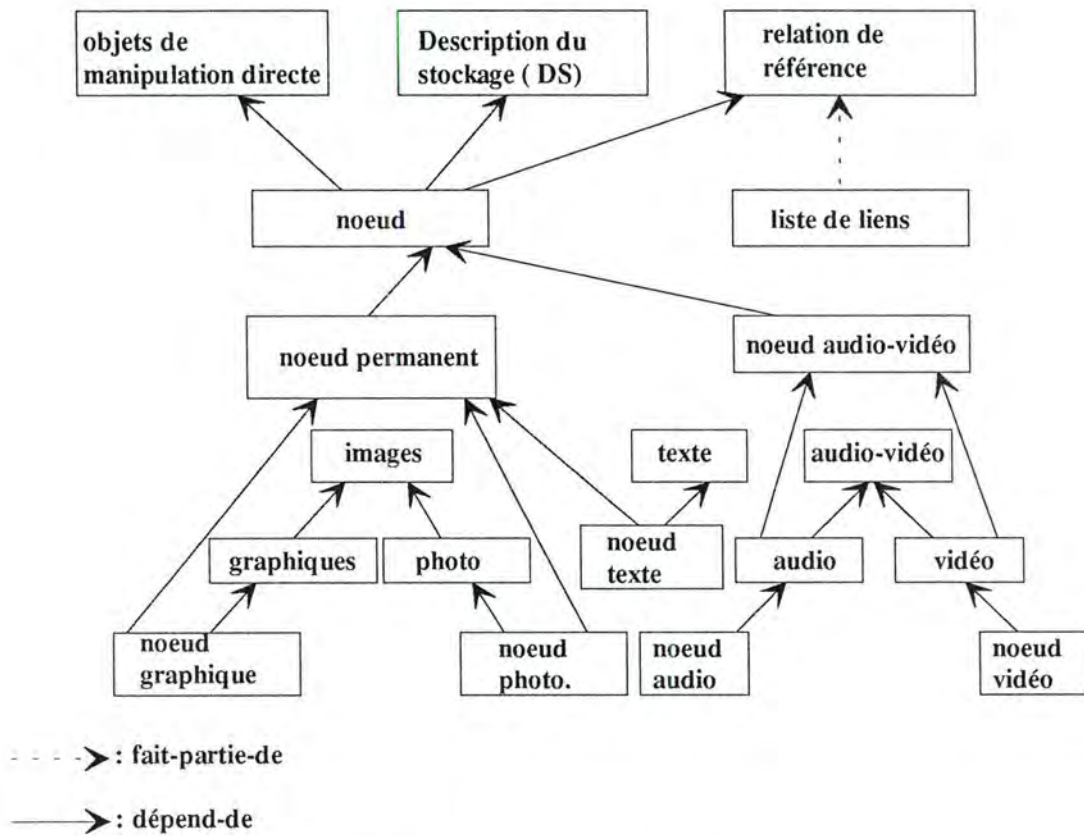 objets de
manipulation directe
Description du
stockage ( DS)
relation de
référence
noeud
liste de liens
noeud permanent
noeud audio-vidéo
images
texte
audio-vidéo
graphiques
photo
noeud
texte
audio
vidéo
noeud
graphique
noeud
photo.
noeud
audio
noeud
vidéo
: fait-partie-de
: dépend-de